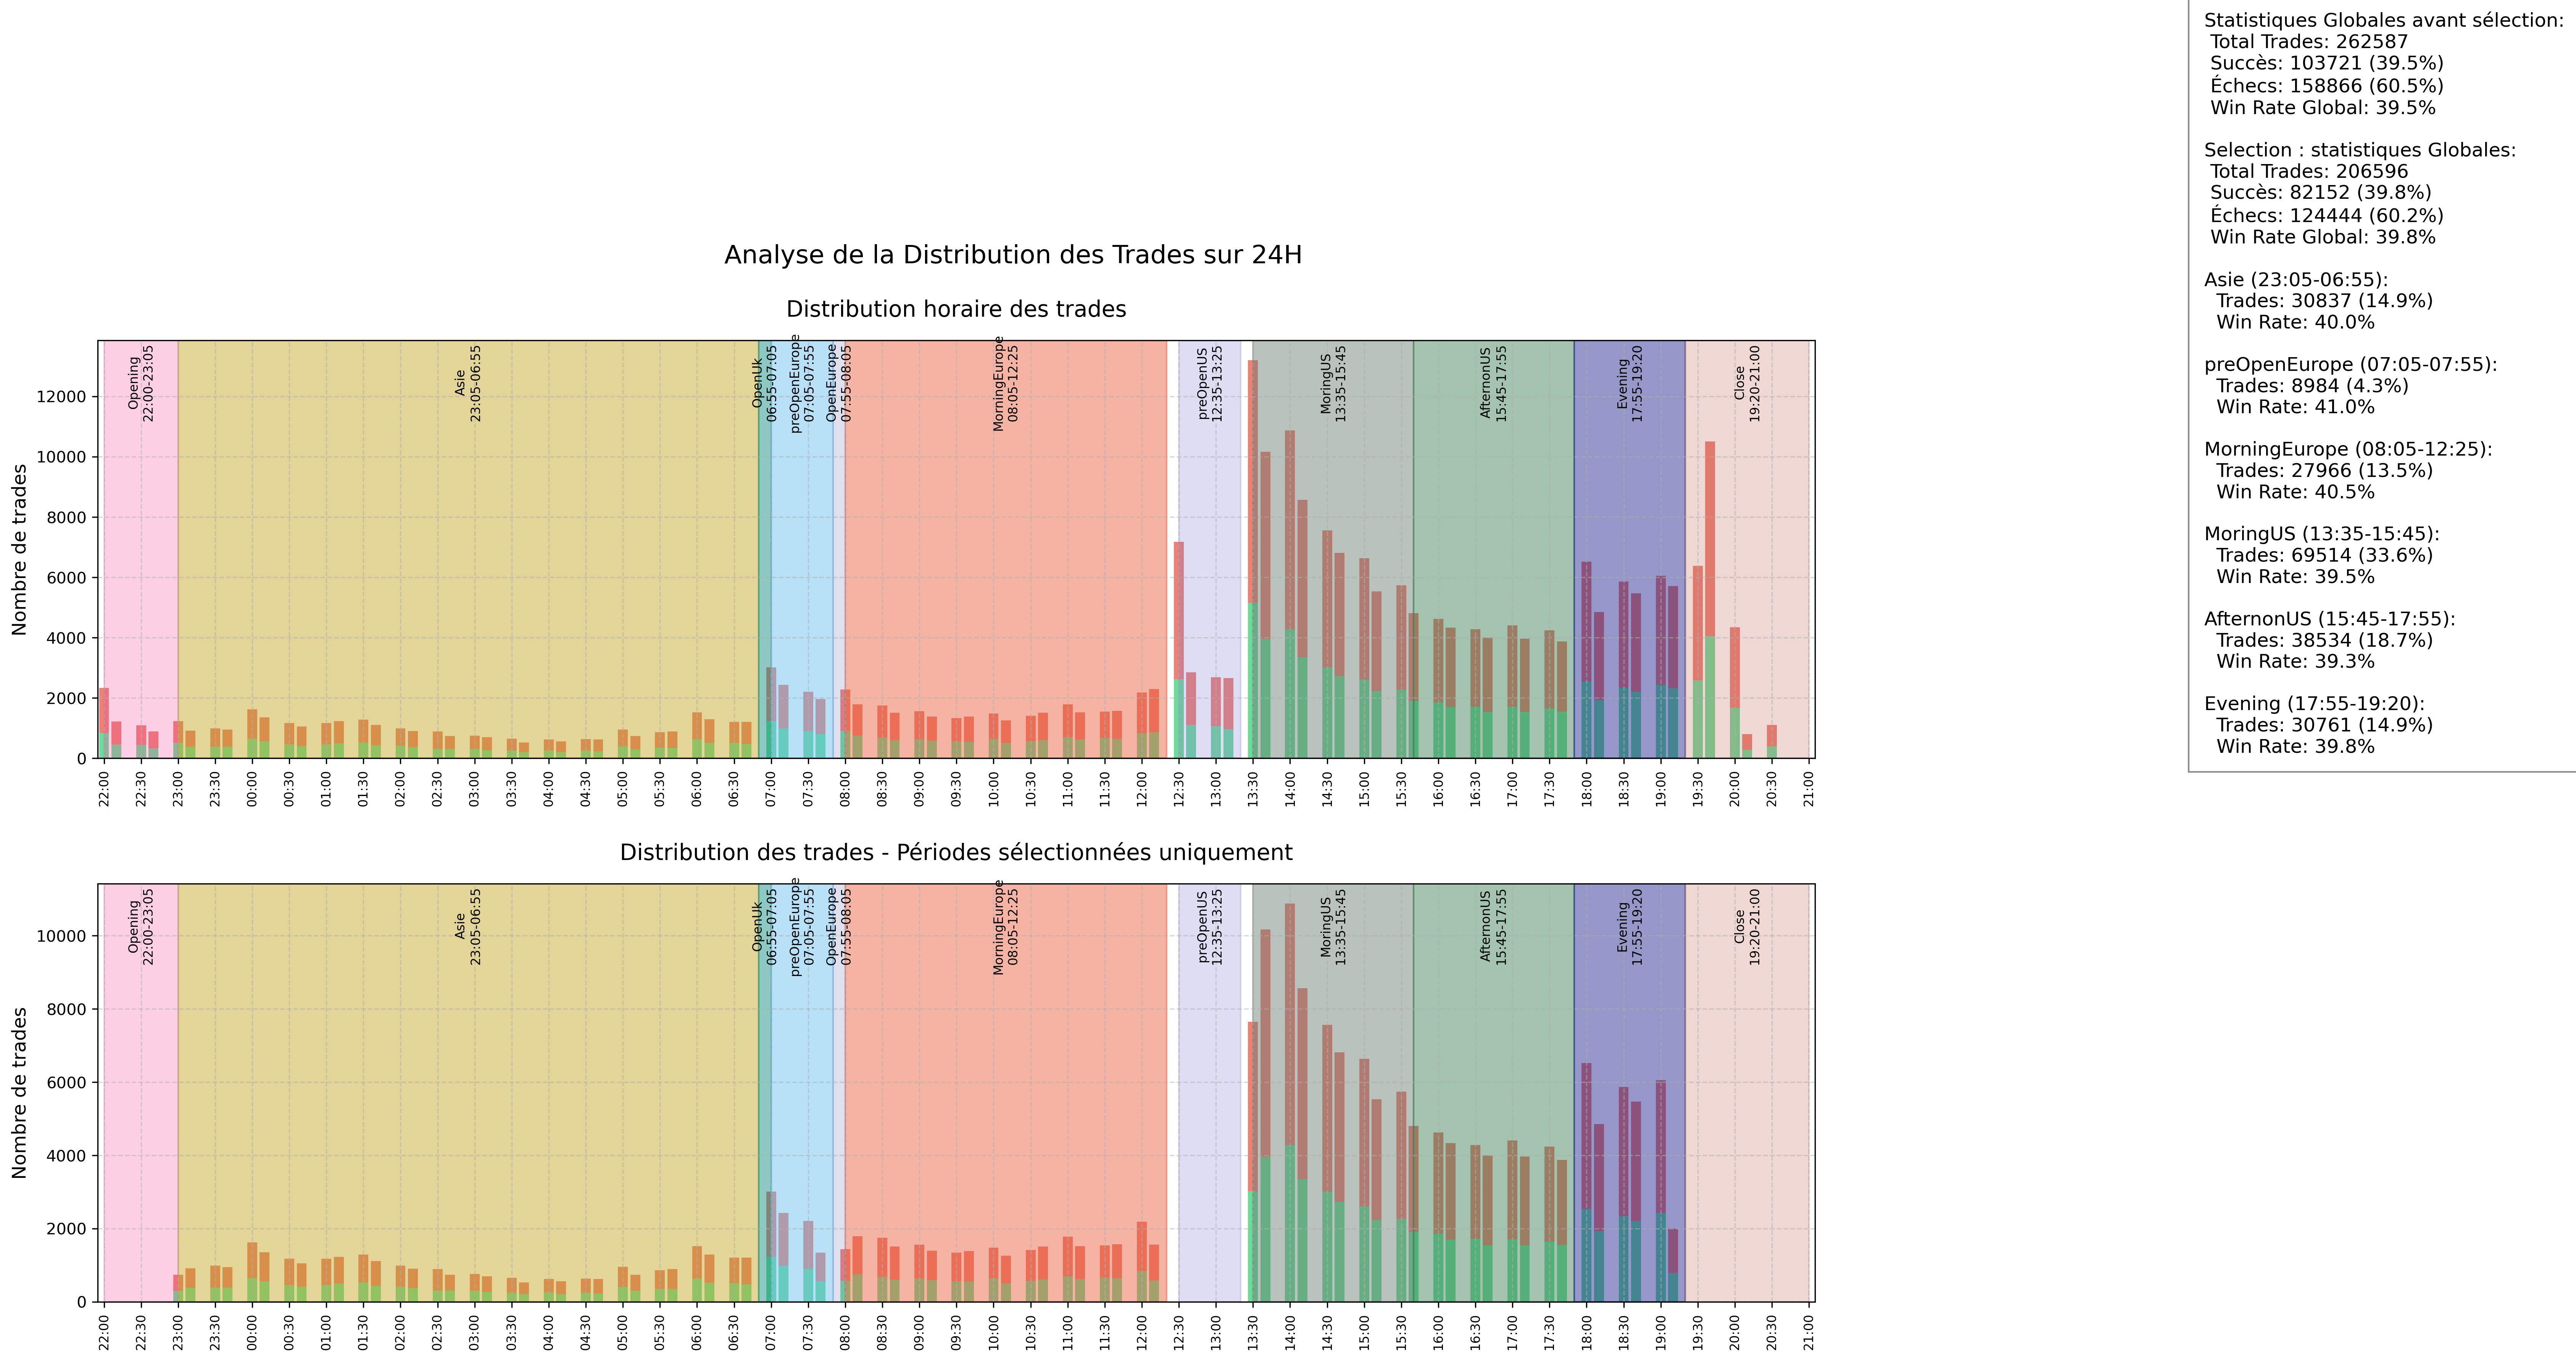 Statistiques Globales avant sélection:
Total Trades: 262587
Succès: 103721 (39.5%)
Échecs: 158866 (60.5%)
Win Rate Global: 39.5%
Selection : statistiques Globales:
Total Trades: 206596
Succès: 82152 (39.8%)
Échecs: 124444 (60.2%)
Win Rate Global: 39.8%
Asie (23:05-06:55):
Trades: 30837 (14.9%)
Win Rate: 40.0%
preOpenEurope (07:05-07:55):
Trades: 8984 (4.3%)
Win Rate: 41.0%
MorningEurope (08:05-12:25):
Trades: 27966 (13.5%)
Win Rate: 40.5%
MoringUS (13:35-15:45):
Trades: 69514 (33.6%)
Win Rate: 39.5%
AfternonUS (15:45-17:55):
Trades: 38534 (18.7%)
Win Rate: 39.3%
Evening (17:55-19:20):
Trades: 30761 (14.9%)
Win Rate: 39.8%
Analyse de la Distribution des Trades sur 24H
Distribution horaire des trades
Nombre de trades
12000
10000
8000
6000
4000
2000
0
Opening
22:00-23:05
Asie
23:05-06:55
OpenUk
06:55-07:05
preOpenEurope
07:05-07:55
OpenEurope
07:55-08:05
MorningEurope
08:05-12:25
preOpenUS
12:35-13:25
MoringUS
13:35-15:45
AfternonUS
15:45-17:55
Evening
17:55-19:20
Close
19:20-21:00
22:00
22:30
23:00
23:30
00:00
00:30
01:00
01:30
02:00
02:30
03:00
03:30
04:00
04:30
05:00
05:30
06:00
06:30
07:00
07:30
08:00
08:30
09:00
09:30
10:00
10:30
11:00
11:30
12:00
12:30
13:00
13:30
14:00
14:30
15:00
15:30
16:00
16:30
17:00
17:30
18:00
18:30
19:00
19:30
20:00
20:30
21:00
Distribution des trades - Périodes sélectionnées uniquement
Nombre de trades
10000
8000
6000
4000
2000
0
Opening
22:00-23:05
Asie
23:05-06:55
OpenUk
06:55-07:05
preOpenEurope
07:05-07:55
OpenEurope
07:55-08:05
MorningEurope
08:05-12:25
preOpenUS
12:35-13:25
MoringUS
13:35-15:45
AfternonUS
15:45-17:55
Evening
17:55-19:20
Close
19:20-21:00
22:00
22:30
23:00
23:30
00:00
00:30
01:00
01:30
02:00
02:30
03:00
03:30
04:00
04:30
05:00
05:30
06:00
06:30
07:00
07:30
08:00
08:30
09:00
09:30
10:00
10:30
11:00
11:30
12:00
12:30
13:00
13:30
14:00
14:30
15:00
15:30
16:00
16:30
17:00
17:30
18:00
18:30
19:00
19:30
20:00
20:30
21:00